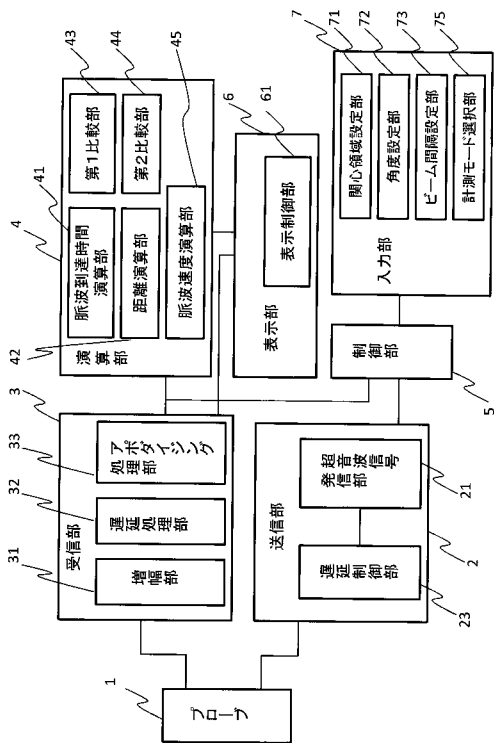 1
プローブ
3
受信部
31
増幅部
32
遅延処理部
33
アポダイジング
処理部
送信部
2
遅延制御部
23
超音波信号
発信部
21
4
演算部
41
脈波到達時間
演算部
42
距離演算部
43
第1比較部
44
第2比較部
45
脈波速度演算部
6
表示部
61
表示制御部
制御部
5
7
入力部
71
関心領域設定部
72
角度設定部
73
ビーム間隔設定部
75
計測モード選択部